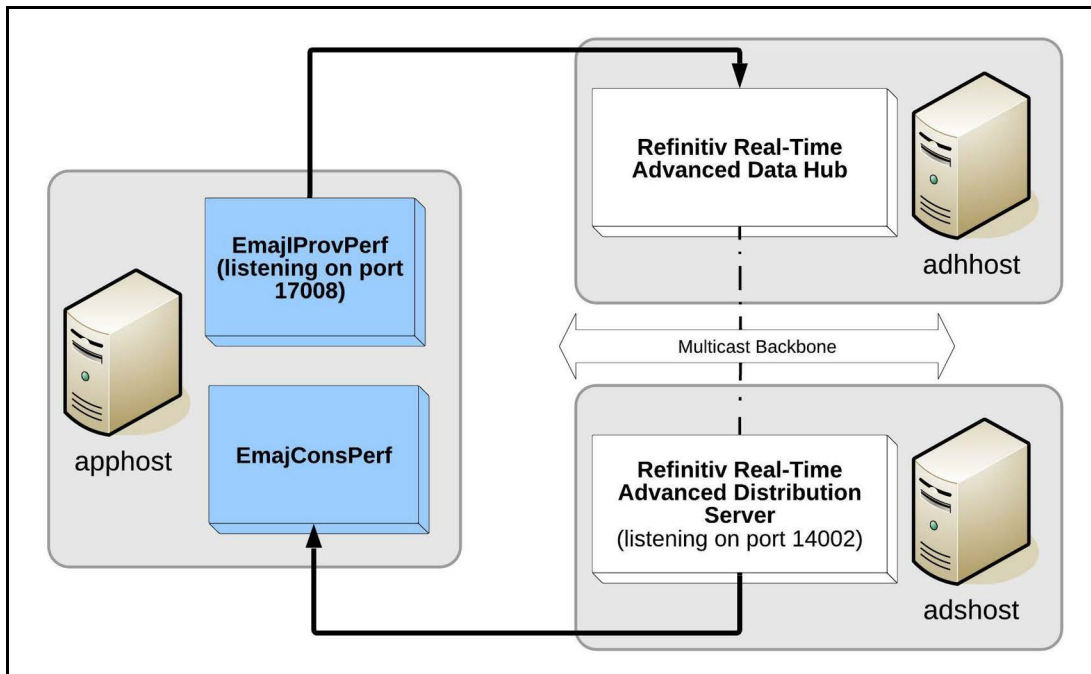 Refinitiv Real-Time
Advanced Data Hub
adhhost
EmajIProvPerf
(listening on port
17008)
Multicast Backbone
apphost
EmajConsPerf
Refinitiv Real-Time
Advanced Distribution
Server
(listening on port 14002)
adshost